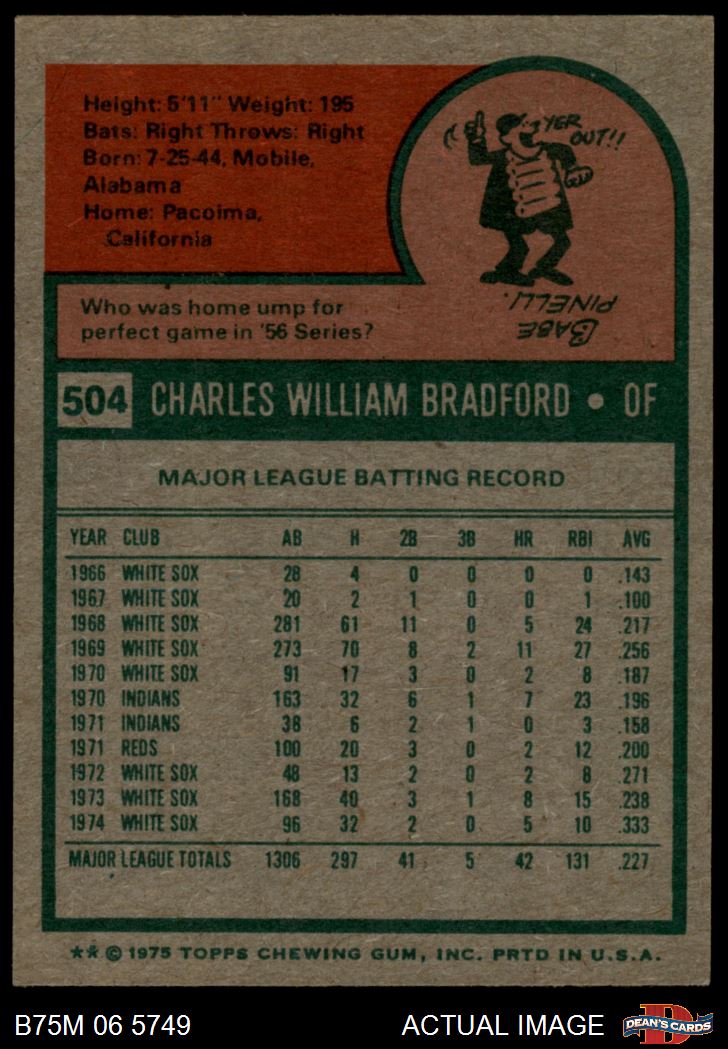 Height: 5'11" Weight: 195
Bats: Right Throws: Right
Born: 7-25-44, Mobile,
Alabama
Home: Pacoima,
California
YER
OUT!!
BABE
PINELLI.
Who was home ump for
perfect game in '56 Series?
504 CHARLES WILLIAM BRADFORD • OF
MAJOR LEAGUE BATTING RECORD
YEAR CLUB AB H 2B 3B HR RBI AVG
1966 WHITE SOX 28 4 0 0 0 0 .143
1967 WHITE SOX 20 2 1 0 0 1 .100
1968 WHITE SOX 281 61 11 0 5 24 .217
1969 WHITE SOX 273 70 8 2 11 27 .256
1970 WHITE SOX 91 17 3 0 2 8 .187
1970 INDIANS 163 32 6 1 7 23 .196
1971 INDIANS 38 6 2 1 0 3 .158
1971 REDS 100 20 3 0 2 12 .200
1972 WHITE SOX 48 13 2 0 2 8 .271
1973 WHITE SOX 168 40 3 1 8 15 .238
1974 WHITE SOX 96 32 2 0 5 10 .333
MAJOR LEAGUE TOTALS 1306 297 41 5 42 131 .227
** © 1975 TOPPS CHEWING GUM, INC. PRTD IN U.S.A.
B75M 06 5749 ACTUAL IMAGE D DEAN'S CARDS